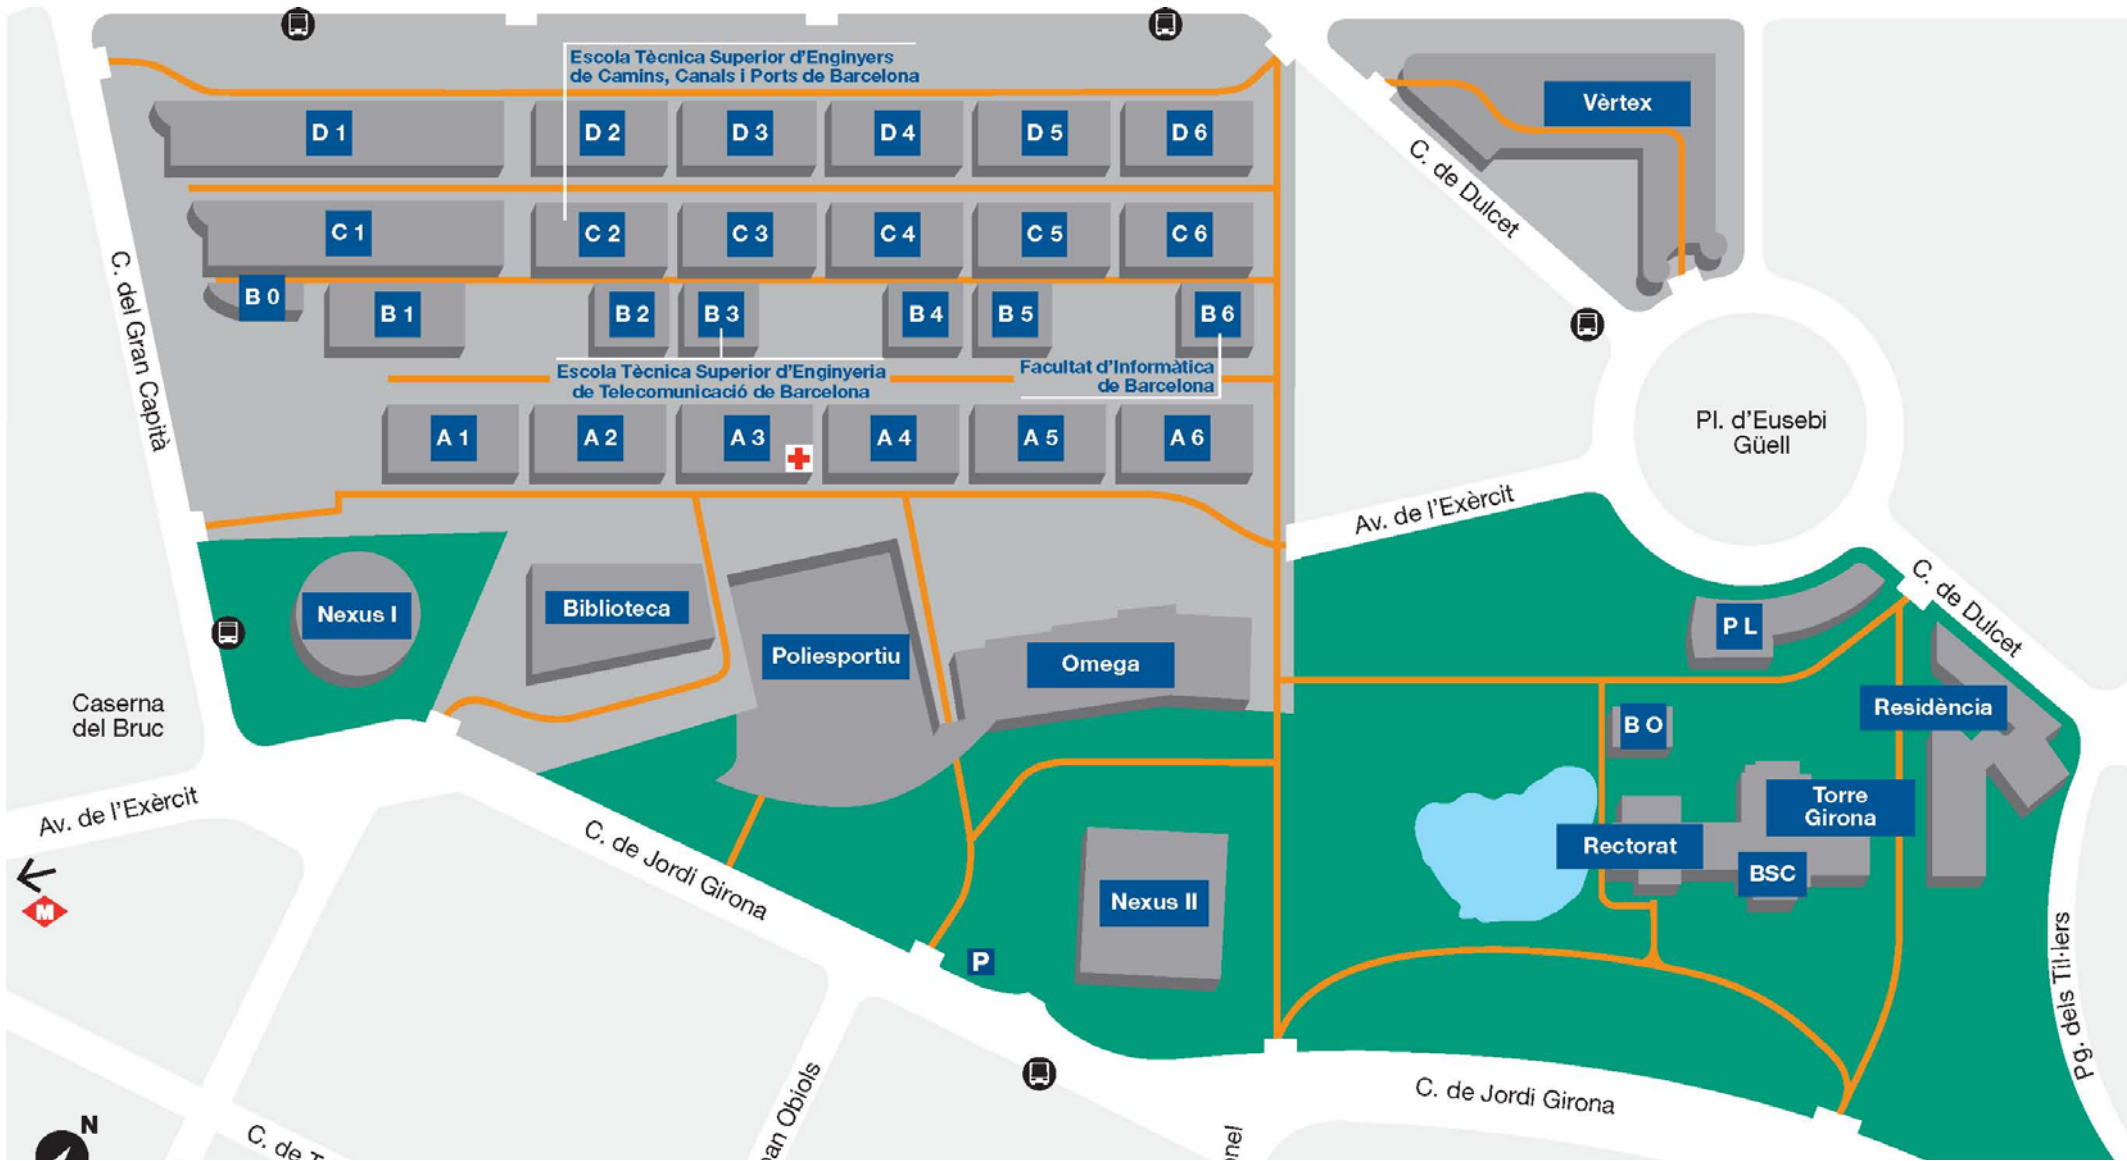 Escola Tècnica Superior d'Enginyers
de Camins, Canals i Ports de Barcelona
Vèrtex
D 1
D 2
D 3
D 4
D 5
D 6
C. de Dulcet
C 1
C 2
C 3
C 4
C 5
C 6
C. del Gran Capità
B 0
B 1
B 2
B 3
B 4
B 5
B 6
Escola Tècnica Superior d'Enginyeria
de Telecomunicació de Barcelona
Facultat d'Informàtica
de Barcelona
Pl. d'Eusebi
Güell
A 1
A 2
A 3
A 4
A 5
A 6
Av. de l'Exèrcit
Nexus I
Biblioteca
Poliesportiu
Omega
P L
C. de Dulcet
Residència
B O
Caserna
del Bruc
Av. de l'Exèrcit
Torre
Girona
Rectorat
BSC
C. de Jordi Girona
Nexus II
M
P
Pg. dels Til·lers
C. de Jordi Girona
N
C. de
Obiols